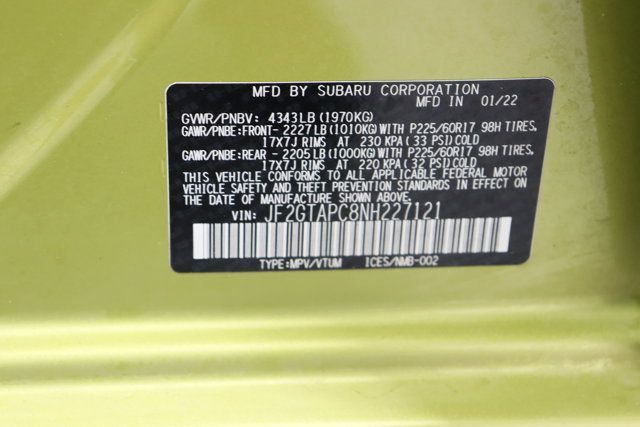 MFD BY SUBARU CORPORATION
MFD IN 01/22
GVWR/PNBV: 4343LB(1970KG)
GAWR/PNBE:FRONT- 2227LB(1010KG)WITH P225/60R17 98H TIRES,
17X7J RIMS AT 230 KPA (33 PSI)COLD
GAWR/PNBE:REAR - 2205LB(1000KG)WITH P225/60R17 98H TIRES,
17X7J RIMS AT 220 KPA (32 PSI)COLD
THIS VEHICLE CONFORMS TO ALL APPLICABLE FEDERAL MOTOR
VEHICLE SAFETY AND THEFT PREVENTION STANDARDS IN EFFECT
ON THE DATE OF MANUFACTURE SHOWN ABOVE.
VIN: JF2GTAPC8NH227121
TYPE:MPV/VTUM ICES/NMB-002